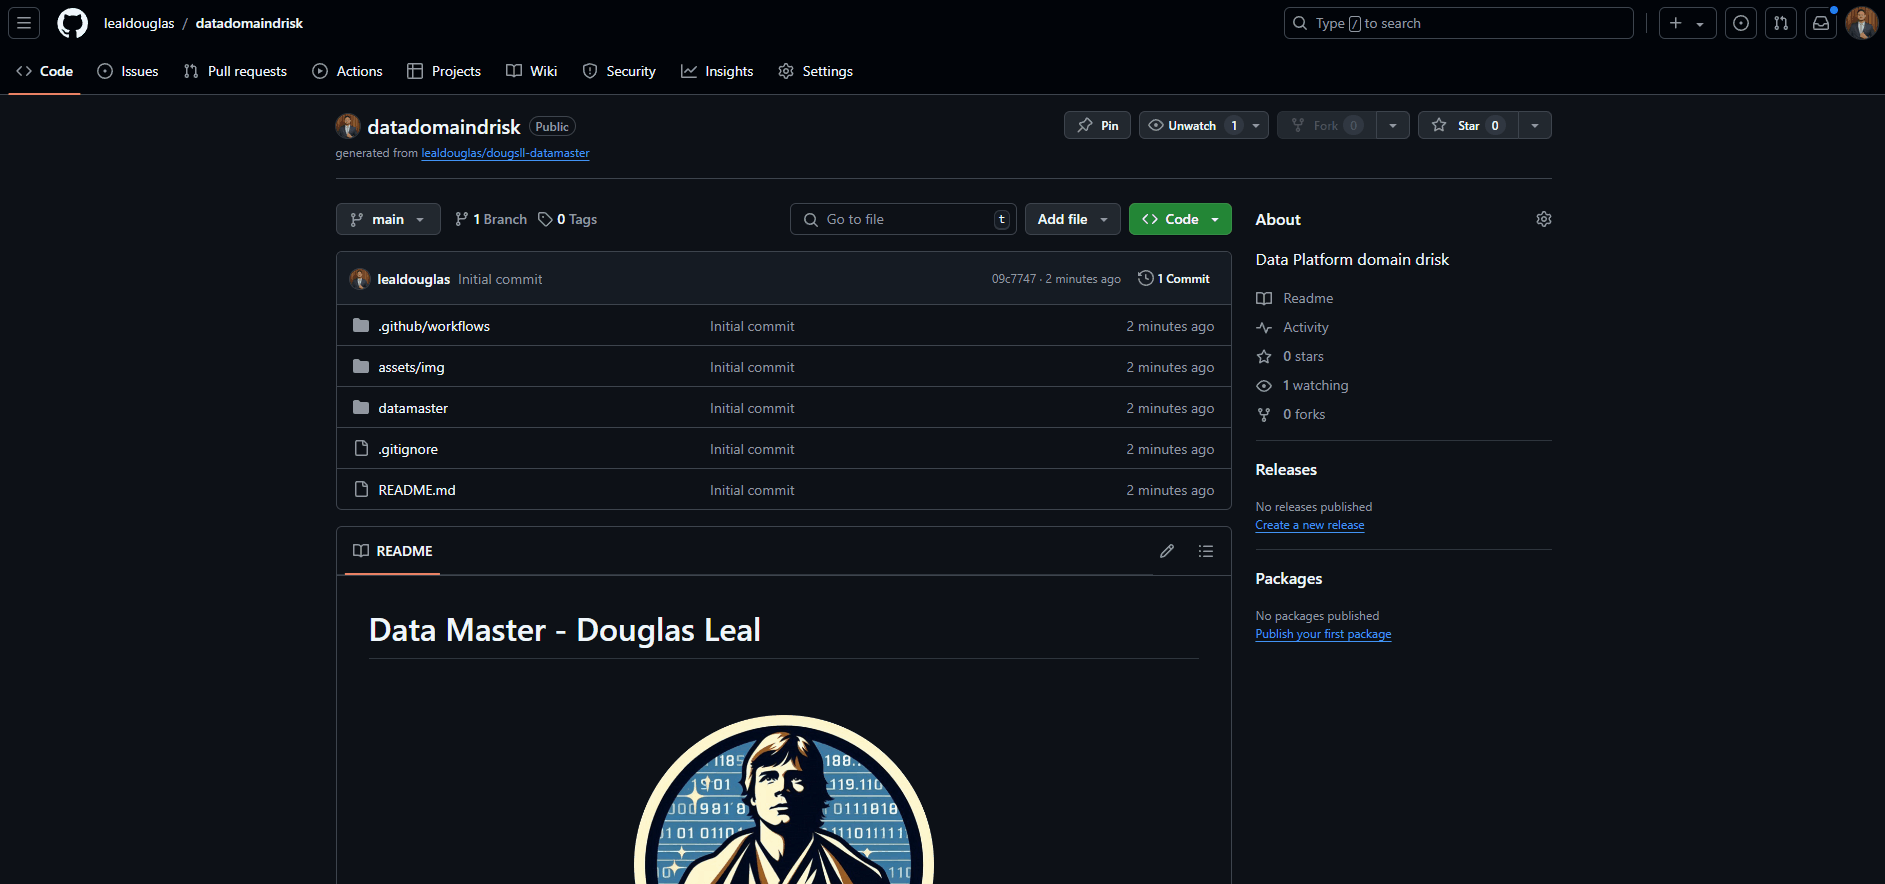 lealdouglas / datadomaindrisk
Type / to search
Code Issues Pull requests Actions Projects Wiki Security Insights Settings
datadomaindrisk Public
Pin Unwatch 1 Fork 0 Star 0
generated from lealdouglas/dougsll-datamaster
main 1 Branch 0 Tags Go to file t Add file Code
lealdouglas Initial commit 09c7747 · 2 minutes ago 1 Commit
.github/workflows Initial commit 2 minutes ago
assets/img Initial commit 2 minutes ago
datamaster Initial commit 2 minutes ago
.gitignore Initial commit 2 minutes ago
README.md Initial commit 2 minutes ago
README
Data Master - Douglas Leal
About
Data Platform domain drisk
Readme
Activity
0 stars
1 watching
0 forks
Releases
No releases published
Create a new release
Packages
No packages published
Publish your first package